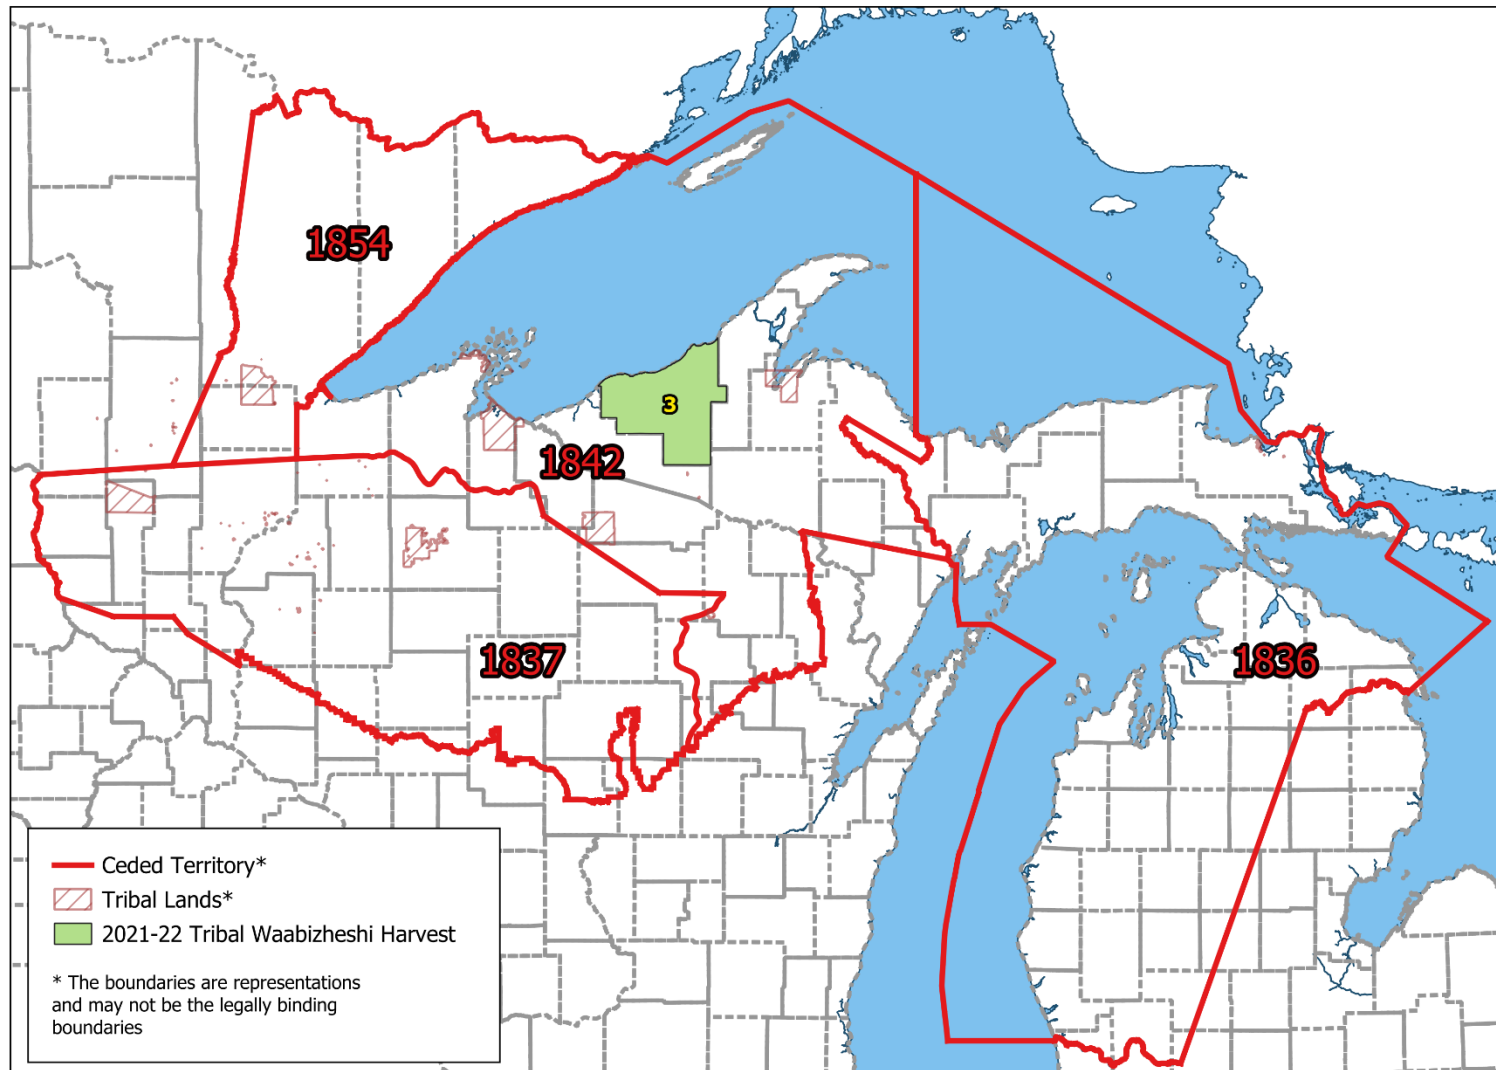 1854
3
1842
1837
1836
Ceded Territory*
Tribal Lands*
2021-22 Tribal Waabizheshi Harvest
* The boundaries are representations
and may not be the legally binding
boundaries